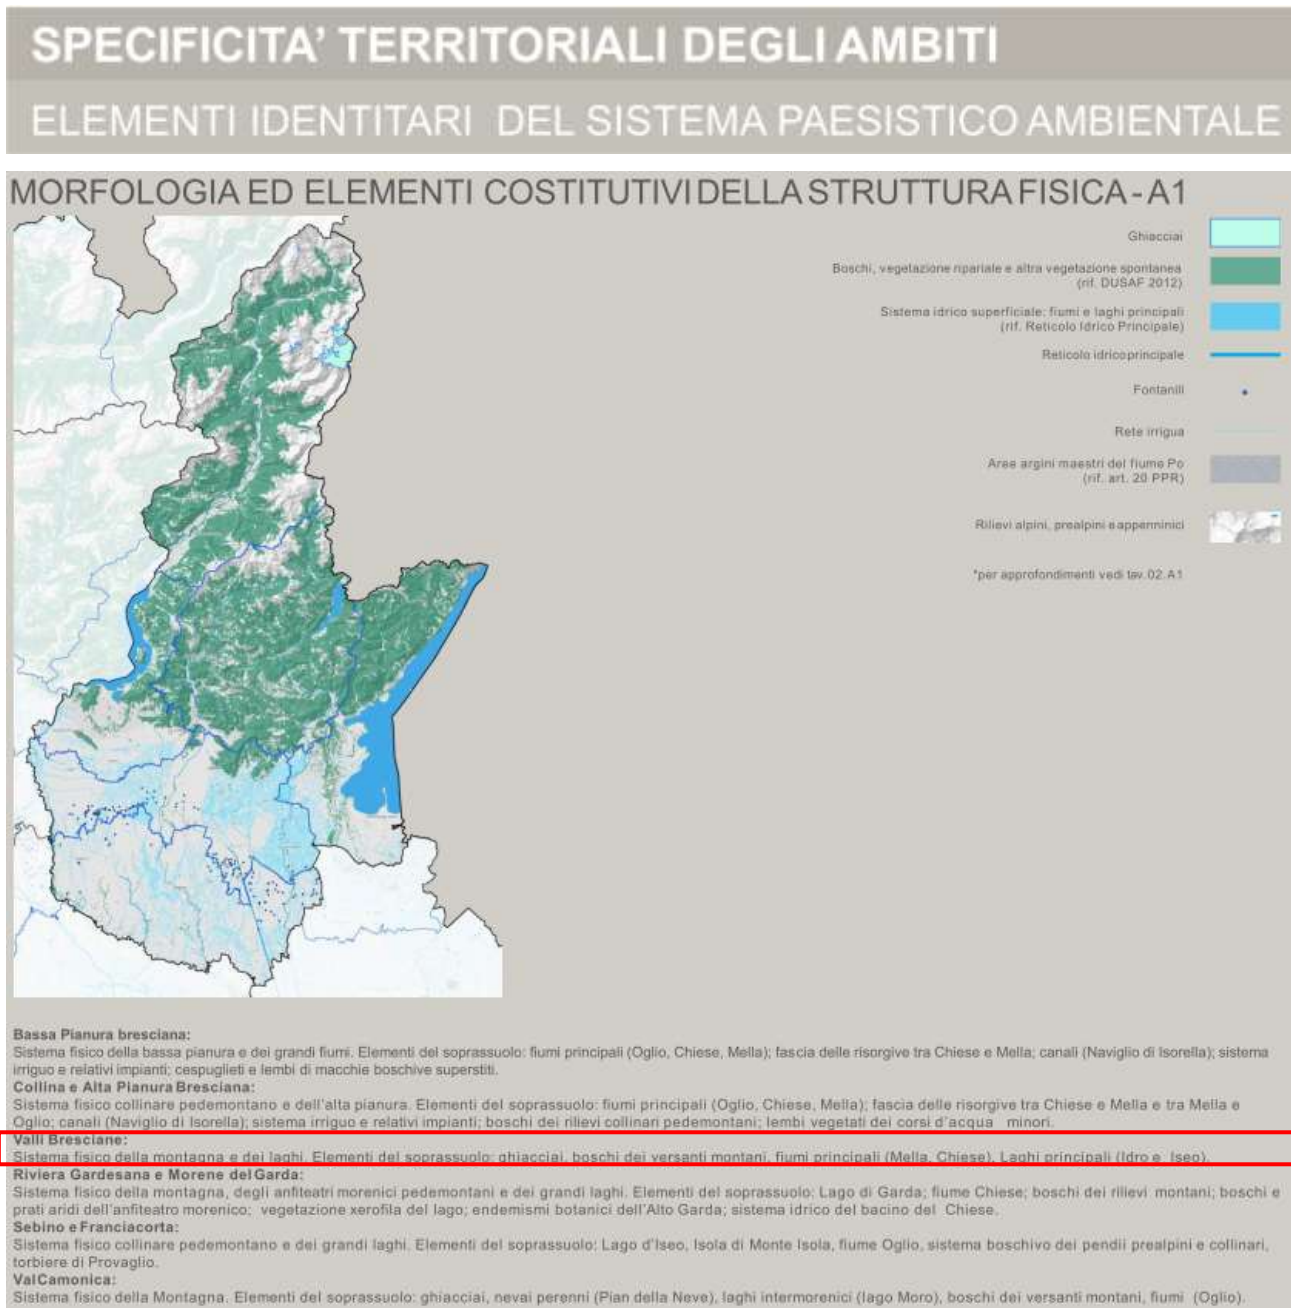 SPECIFICITA' TERRITORIALI DEGLI AMBITI
ELEMENTI IDENTITARI DEL SISTEMA PAESISTICO AMBIENTALE
MORFOLOGIA ED ELEMENTI COSTITUTIVI DELLA STRUTTURA FISICA - A1
Ghiacciai
Boschi, vegetazione ripariale e altra vegetazione spontanea
(rif. DUSAF 2012)
Sistema idrico superficiale: fiumi e laghi principali
(rif. Reticolo Idrico Principale)
Reticolo idrico principale
Fontanili
Rete irrigua
Aree argini maestri del fiume Po
(rif. art. 20 PPR)
Rilievi alpini, prealpini e appenninici
*per approfondimenti vedi tav. 02.A1
Bassa Pianura bresciana:
Sistema fisico della bassa pianura e dei grandi fiumi. Elementi del soprassuolo: fiumi principali (Oglio, Chiese, Mella); fascia delle risorgive tra Chiese e Mella; canali (Naviglio di Isorella); sistema
irriguo e relativi impianti; cespuglieti e lembi di macchie boschive superstiti.
Collina e Alta Pianura Bresciana:
Sistema fisico collinare pedemontano e dell'alta pianura. Elementi del soprassuolo: fiumi principali (Oglio, Chiese, Mella); fascia delle risorgive tra Chiese e Mella e tra Mella e
Oglio; canali (Naviglio di Isorella); sistema irriguo e relativi impianti; boschi dei rilievi collinari pedemontani; lembi vegetati dei corsi d'acqua minori.
Valli Bresciane:
Sistema fisico della montagna e dei laghi. Elementi del soprassuolo: ghiacciai, boschi dei versanti montani, fiumi principali (Mella, Chiese), Laghi principali (Idro e Iseo).
Riviera Gardesana e Morene del Garda:
Sistema fisico della montagna, degli anfiteatri morenici pedemontani e dei grandi laghi. Elementi del soprassuolo: Lago di Garda; fiume Chiese; boschi dei rilievi montani; boschi e
prati aridi dell'anfiteatro morenico; vegetazione xerofila del lago; endemismi botanici dell'Alto Garda; sistema idrico del bacino del Chiese.
Sebino e Franciacorta:
Sistema fisico collinare pedemontano e dei grandi laghi. Elementi del soprassuolo: Lago d'Iseo, Isola di Monte Isola, fiume Oglio, sistema boschivo dei pendii prealpini e collinari,
torbiere di Provaglio.
Val Camonica:
Sistema fisico della Montagna. Elementi del soprassuolo: ghiacciai, nevai perenni (Pian della Neve), laghi intermorenici (lago Moro), boschi dei versanti montani, fiumi (Oglio).